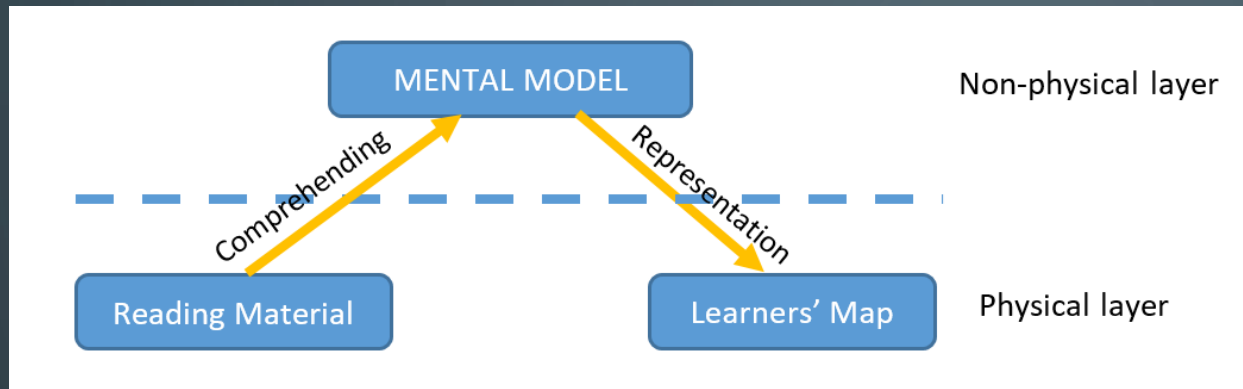 MENTAL MODEL
Non-physical layer
Comprehending
Representation
Reading Material
Learners' Map
Physical layer